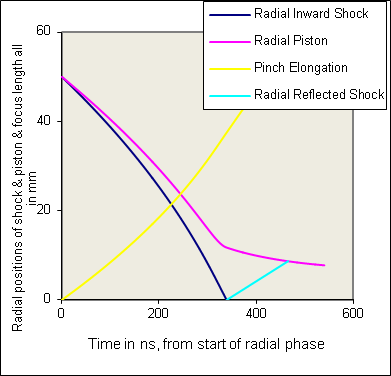 Radial Inward Shock
Radial Piston
Pinch Elongation
Radial Reflected Shock
Radial positions of shock & piston & focus length all
in mm
60
40
20
0
0
200
400
600
Time in ns, from start of radial phase